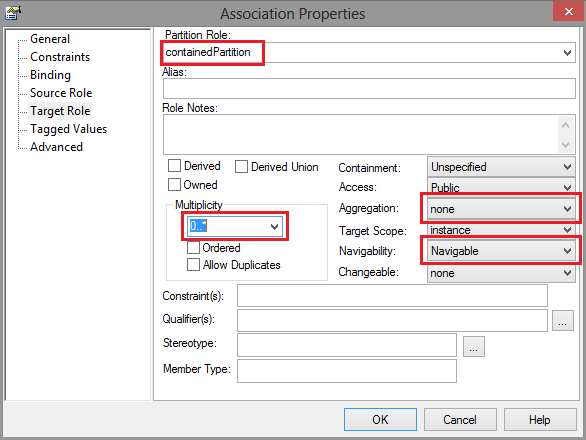 Association Properties
General
Constraints
Binding
Source Role
Target Role
Tagged Values
Advanced
Partition Role:
containedPartition
Alias:
Role Notes:
Derived
Derived Union
Owned
Containment: Unspecified
Access: Public
Multiplicity
0..*
Ordered
Allow Duplicates
Aggregation: none
Target Scope: instance
Navigability: Navigable
Changeable: none
Constraint(s):
Qualifier(s):
...
Stereotype:
...
Member Type:
OK
Cancel
Help